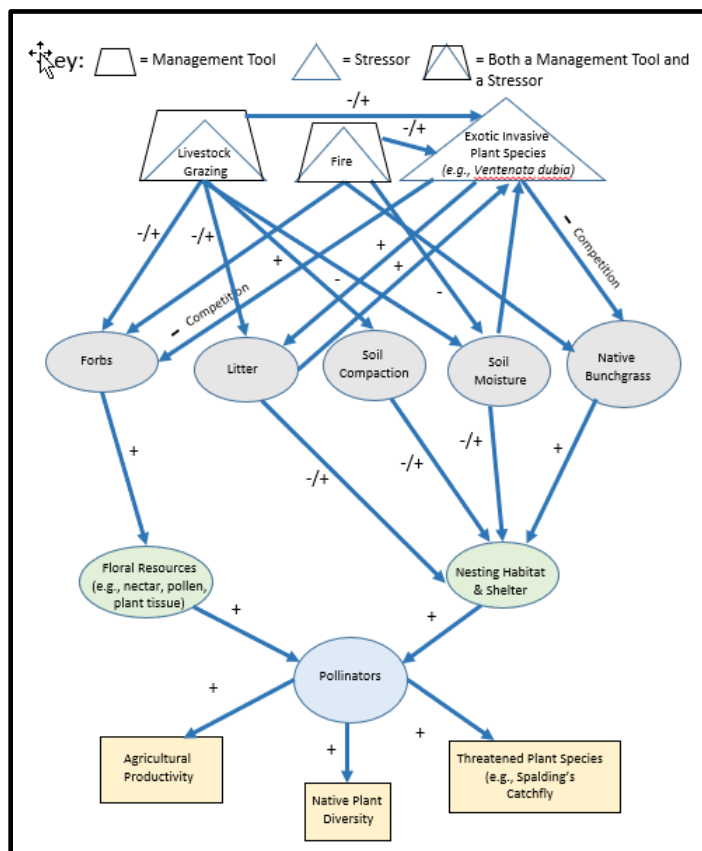 ey:
= Management Tool
= Stressor
= Both a Management Tool and
a Stressor
-/+
-/+
Livestock
Grazing
Fire
Exotic Invasive
Plant Species
(e.g., Ventenata dubia)
-/+
-/+
+
+
+
-
-
- Competition
- Competition
Forbs
Litter
Soil
Compaction
Soil
Moisture
Native
Bunchgrass
+
-/+
-/+
-/+
+
Floral Resources
(e.g., nectar, pollen,
plant tissue)
Nesting Habitat
& Shelter
+
+
Pollinators
+
+
+
Agricultural
Productivity
Native Plant
Diversity
Threatened Plant Species
(e.g., Spalding's
Catchfly